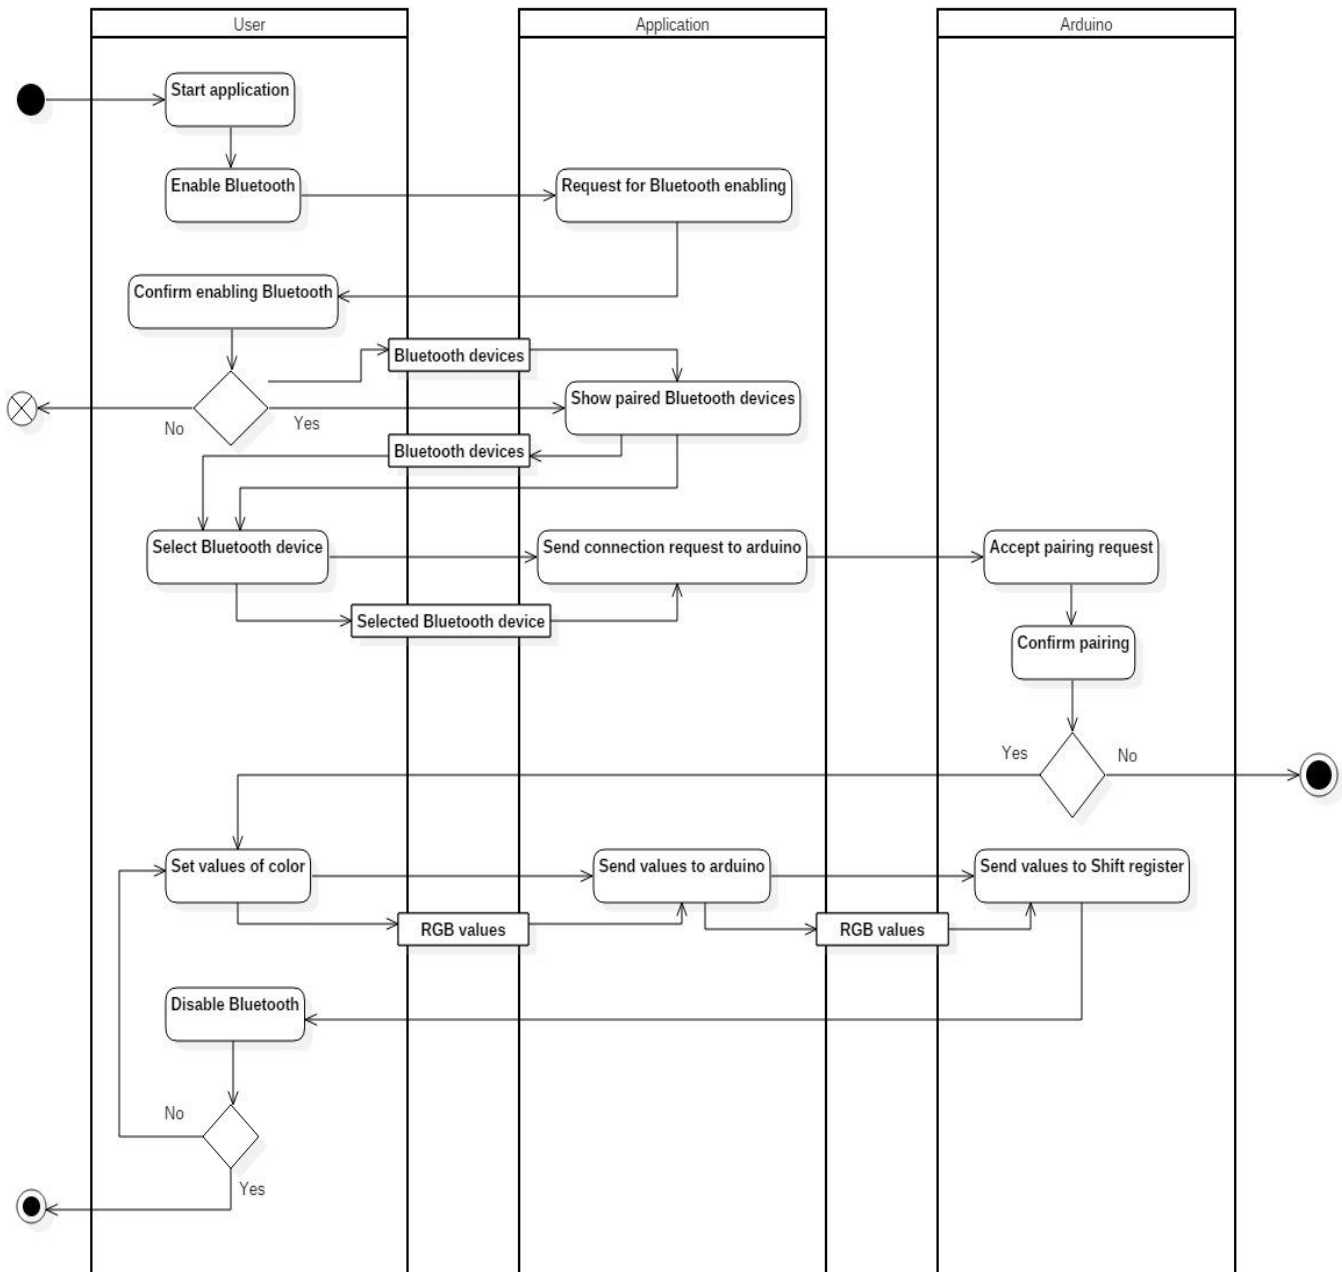 User
Application
Arduino
Start application
Enable Bluetooth
Request for Bluetooth enabling
Confirm enabling Bluetooth
Bluetooth devices
Show paired Bluetooth devices
No
Yes
Bluetooth devices
Select Bluetooth device
Send connection request to arduino
Accept pairing request
Selected Bluetooth device
Confirm pairing
Yes
No
Set values of color
Send values to arduino
Send values to Shift register
RGB values
RGB values
Disable Bluetooth
No
Yes